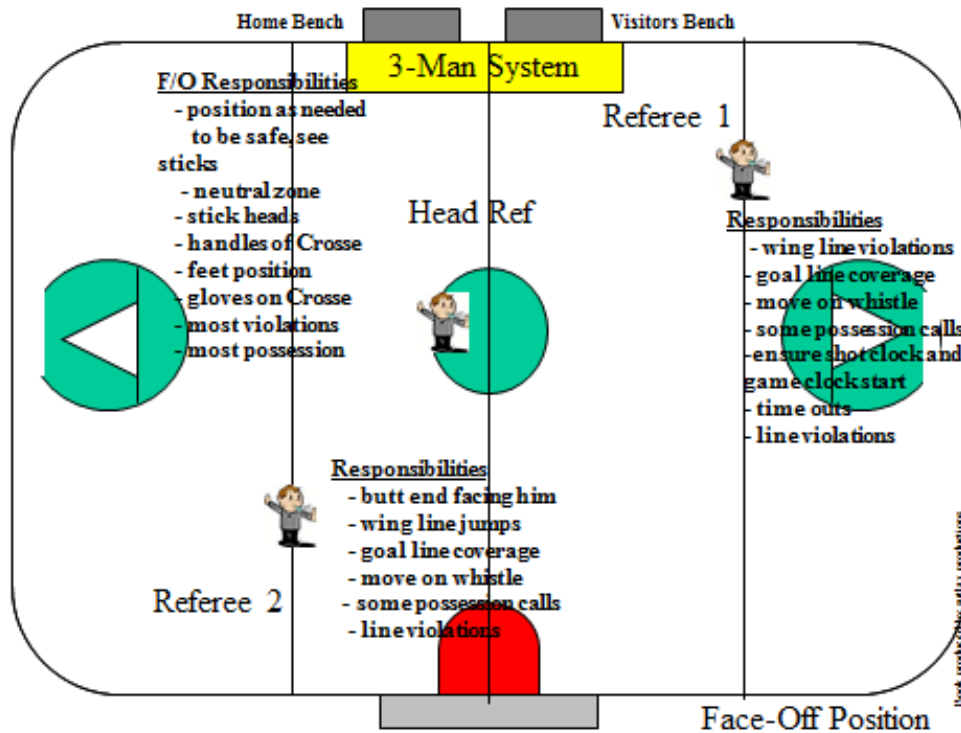 Home Bench
Visitors Bench
3-Man System
F/O Responsibilities
- position as needed
to be safe, see
sticks
- neutral zone
- stick heads
- handles of Crosse
- feet position
- gloves on Crosse
- most violations
- most possession
Head Ref
Referee 1
Responsibilities
- wing line violations
- goal line coverage
- move on whistle
- some possession calls
-ensure shot clock and
game clock start
- time outs
- line violations
Responsibilities
- butt end facing him
- wing line jumps
- goal line coverage
- move on whistle
- some possession calls
- line violations
Referee 2
Face-Off Position